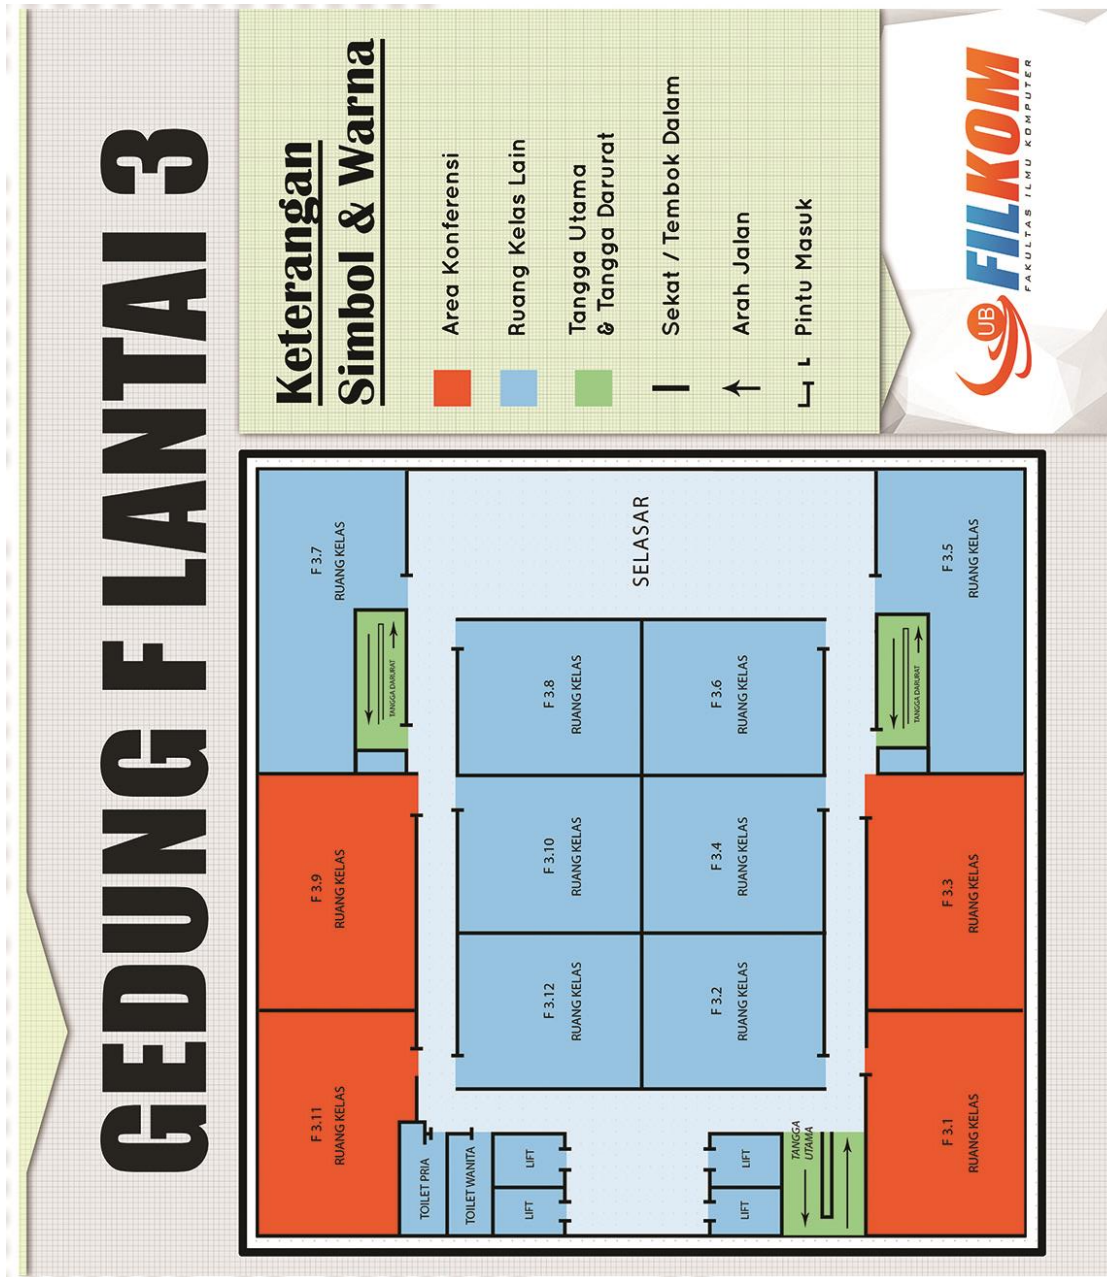 GEDUNG F LANTAI 3
Keterangan
Simbol & Warna
Area Konferensi
Ruang Kelas Lain
Tangga Utama
& Tangga Darurat
Sekat / Tembok Dalam
Arah Jalan
Pintu Masuk
UB
FILKOM
FAKULTAS ILMU KOMPUTER
F 3.11
RUANG KELAS
F 3.9
RUANG KELAS
F 3.7
RUANG KELAS
TANGGA DARURAT
TOILET PRIA
TOILET WANITA
LIFT
LIFT
F 3.12
RUANG KELAS
F 3.10
RUANG KELAS
F 3.8
RUANG KELAS
SELASAR
F 3.2
RUANG KELAS
F 3.4
RUANG KELAS
F 3.6
RUANG KELAS
LIFT
LIFT
TANGGA
UTAMA
TANGGA DARURAT
F 3.1
RUANG KELAS
F 3.3
RUANG KELAS
F 3.5
RUANG KELAS